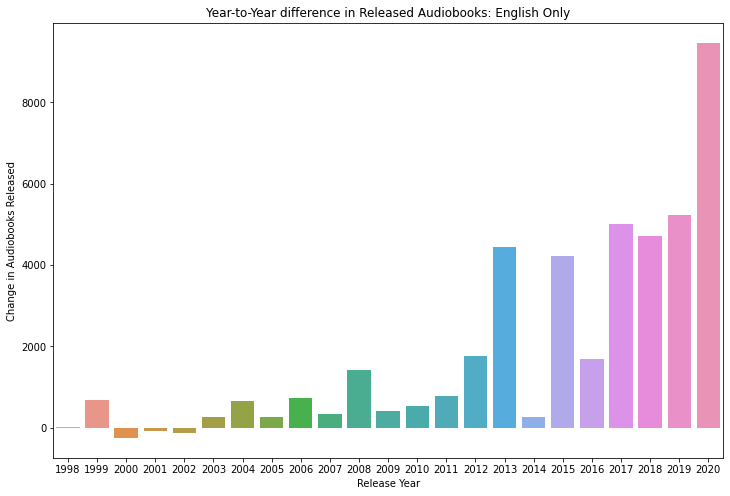 Year-to-Year difference in Released Audiobooks: English Only
Change in Audiobooks Released
8000
6000
4000
2000
0
1998 1999 2000 2001 2002 2003 2004 2005 2006 2007 2008 2009 2010 2011 2012 2013 2014 2015 2016 2017 2018 2019 2020
Release Year